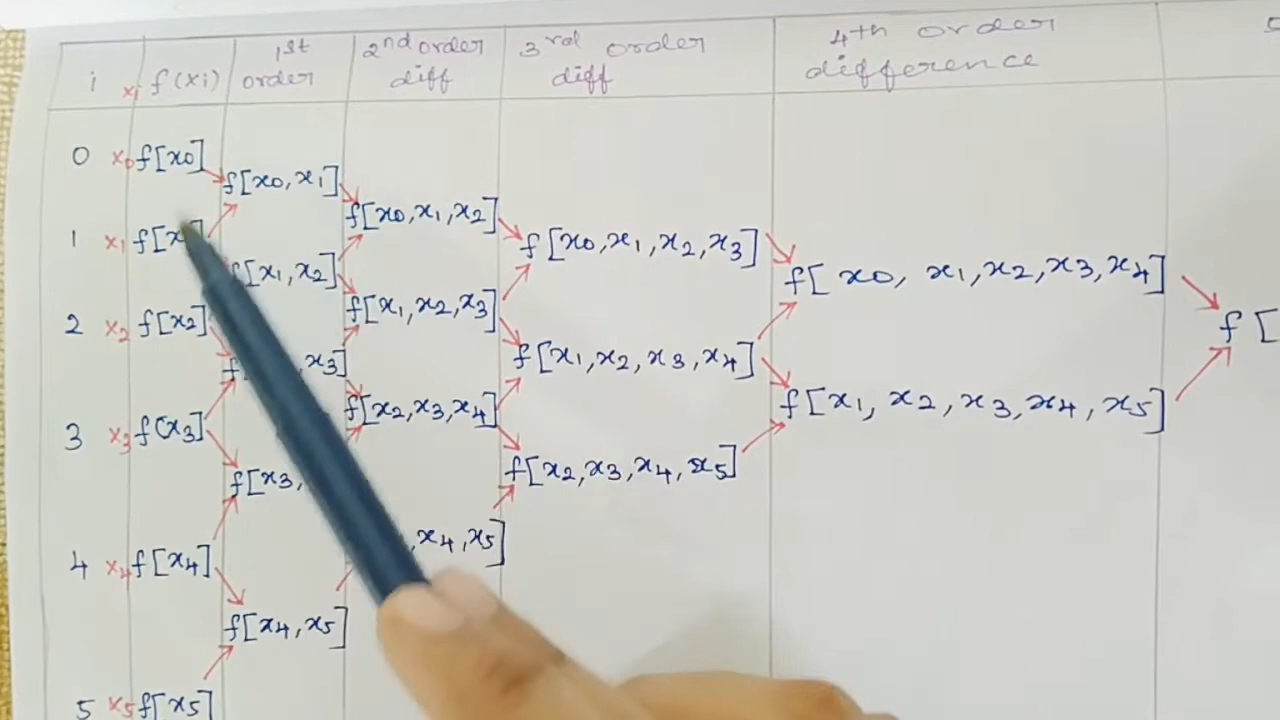 i xi f(xi) 1st order 2nd order diff 3rd order diff 4th order difference
0 x0 f[x0]
f[x0,x1]
f[x0,x1,x2]
1 x1 f[x
f[x0,x1,x2,x3]
f[x1,x2]
f[x0, x1,x2,x3,x4]
f[x1,x2,x3]
2 x2 f[x2]
f[
f[x1,x2,x3,x4]
f ,x3]
f[x2,x3,x4]
f[x1, x2,x3,x4,x5]
3 x3 f(x3]
f[x2,x3,x4,x5]
f[x3,
,x4,x5]
4 x4 f[x4]
f[x4,x5]
5 x5 f[x5]